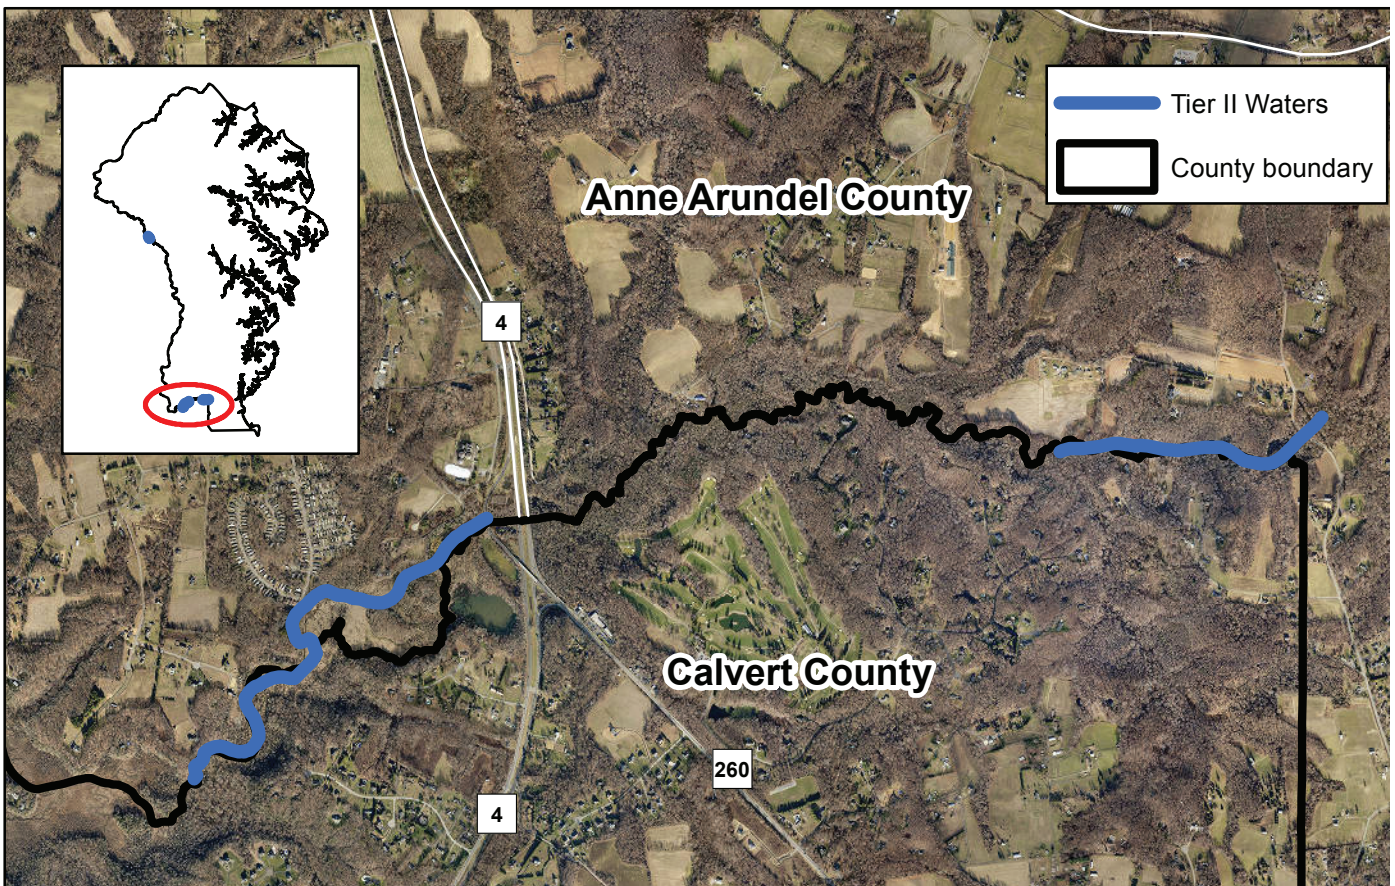 Tier II Waters
County boundary
Anne Arundel County
4
Calvert County
260
4